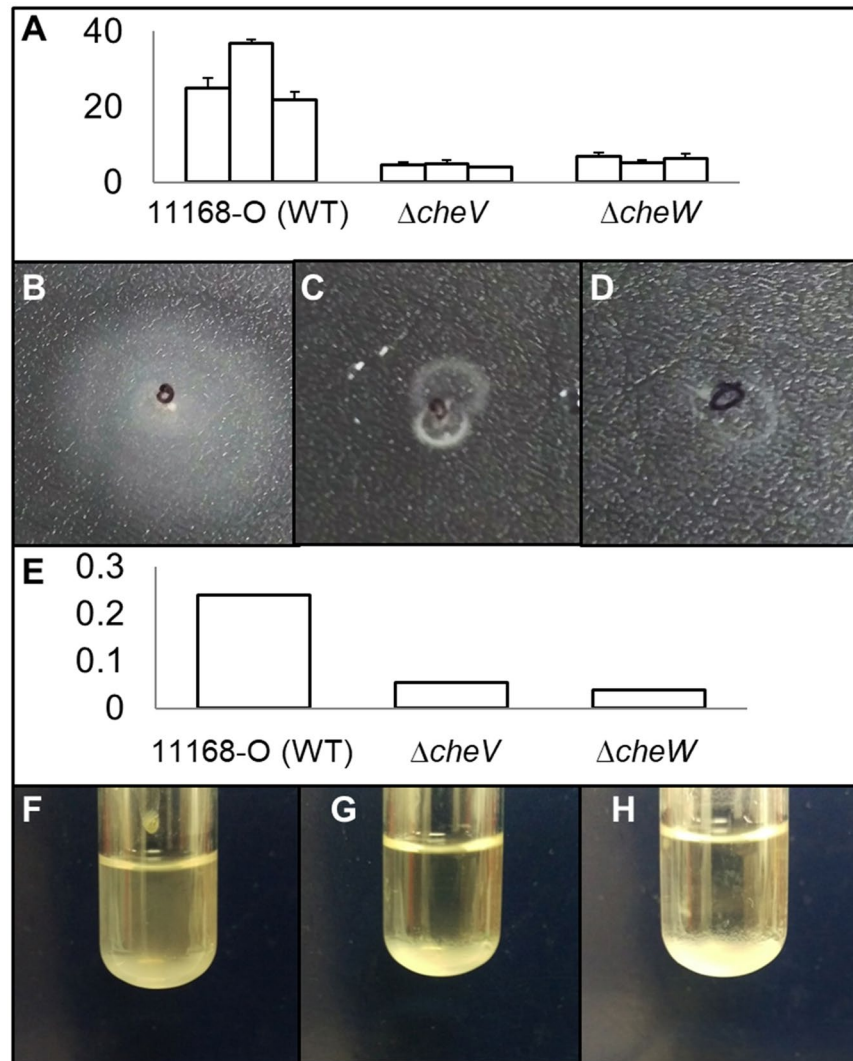 A
40
20
0
11168-O (WT) ΔcheV ΔcheW
B C D
E
0.3
0.2
0.1
0
11168-O (WT) ΔcheV ΔcheW
F G H